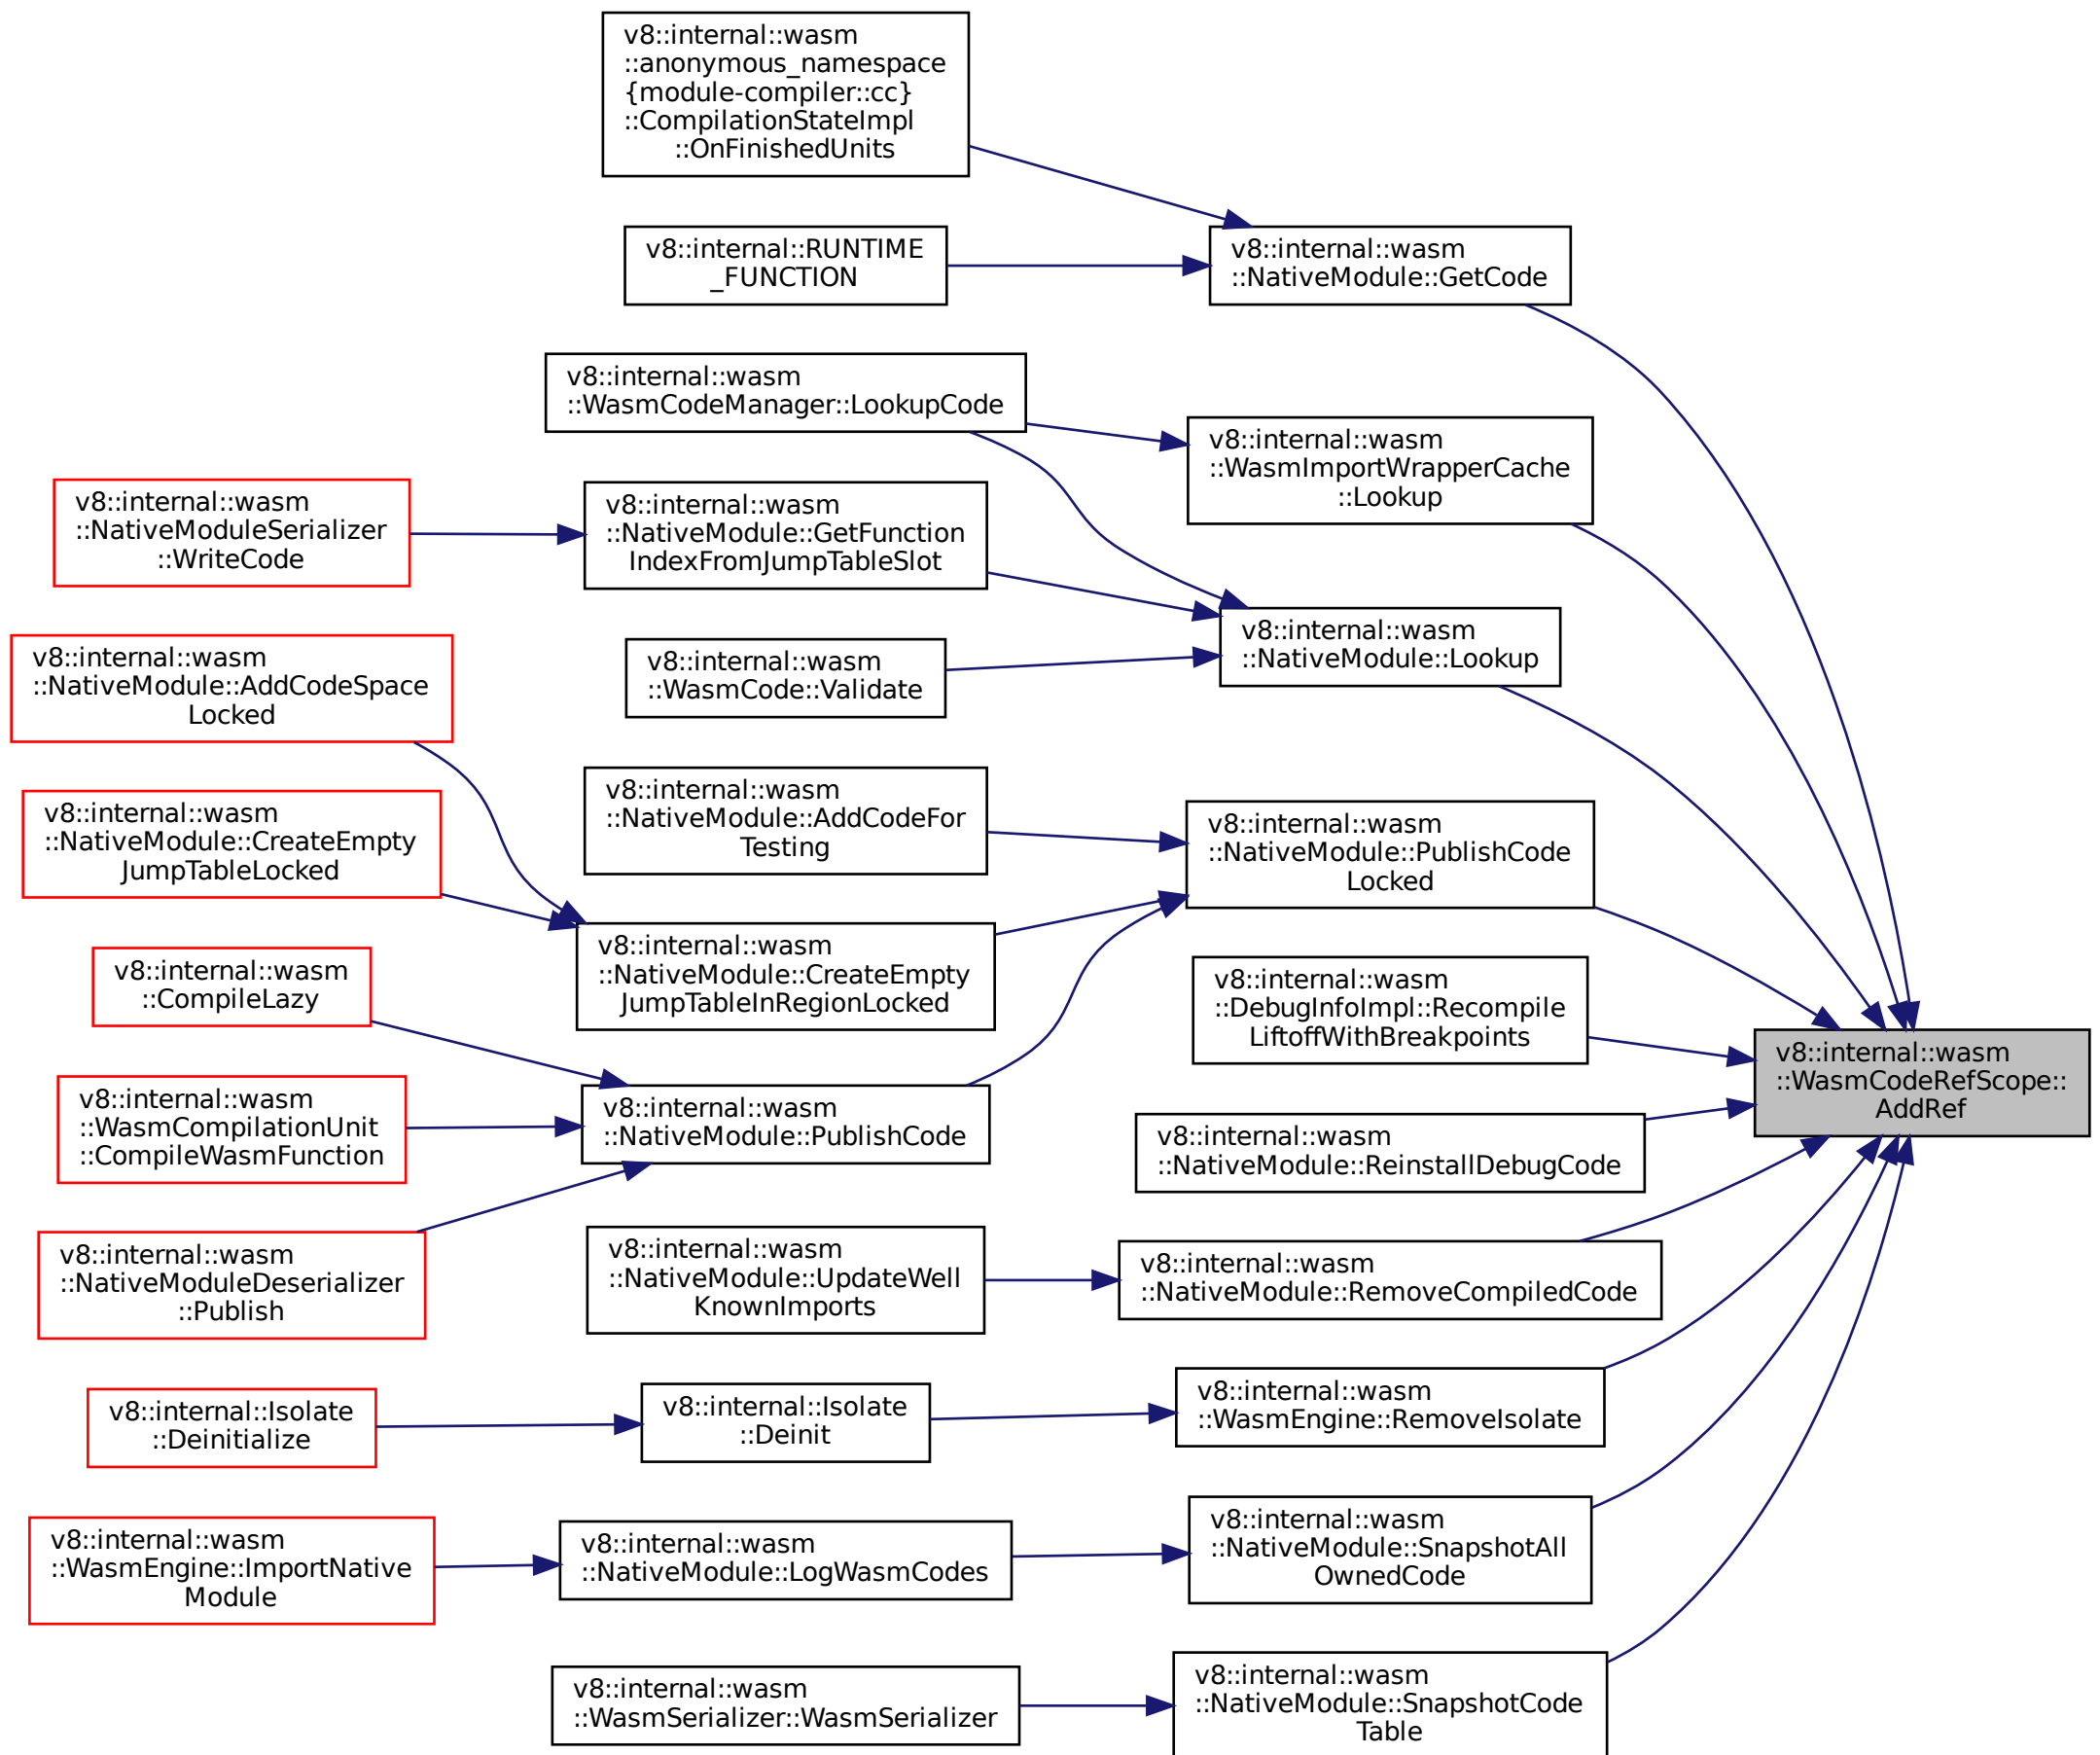 v8::internal::wasm
::anonymous_namespace
{module-compiler::cc}
::CompilationStateImpl
::OnFinishedUnits
v8::internal::RUNTIME
_FUNCTION
v8::internal::wasm
::NativeModule::GetCode
v8::internal::wasm
::WasmCodeManager::LookupCode
v8::internal::wasm
::WasmImportWrapperCache
::Lookup
v8::internal::wasm
::NativeModuleSerializer
::WriteCode
v8::internal::wasm
::NativeModule::GetFunction
IndexFromJumpTableSlot
v8::internal::wasm
::NativeModule::Lookup
v8::internal::wasm
::NativeModule::AddCodeSpace
Locked
v8::internal::wasm
::WasmCode::Validate
v8::internal::wasm
::NativeModule::AddCodeFor
Testing
v8::internal::wasm
::NativeModule::PublishCode
Locked
v8::internal::wasm
::NativeModule::CreateEmpty
JumpTableLocked
v8::internal::wasm
::NativeModule::CreateEmpty
JumpTableInRegionLocked
v8::internal::wasm
::DebugInfoImpl::Recompile
LiftoffWithBreakpoints
v8::internal::wasm
::CompileLazy
v8::internal::wasm
::WasmCodeRefScope::
AddRef
v8::internal::wasm
::WasmCompilationUnit
::CompileWasmFunction
v8::internal::wasm
::NativeModule::PublishCode
v8::internal::wasm
::NativeModule::ReinstallDebugCode
v8::internal::wasm
::NativeModuleDeserializer
::Publish
v8::internal::wasm
::NativeModule::UpdateWell
KnownImports
v8::internal::wasm
::NativeModule::RemoveCompiledCode
v8::internal::Isolate
::Deinitialize
v8::internal::Isolate
::Deinit
v8::internal::wasm
::WasmEngine::RemoveIsolate
v8::internal::wasm
::WasmEngine::ImportNative
Module
v8::internal::wasm
::NativeModule::LogWasmCodes
v8::internal::wasm
::NativeModule::SnapshotAll
OwnedCode
v8::internal::wasm
::WasmSerializer::WasmSerializer
v8::internal::wasm
::NativeModule::SnapshotCode
Table